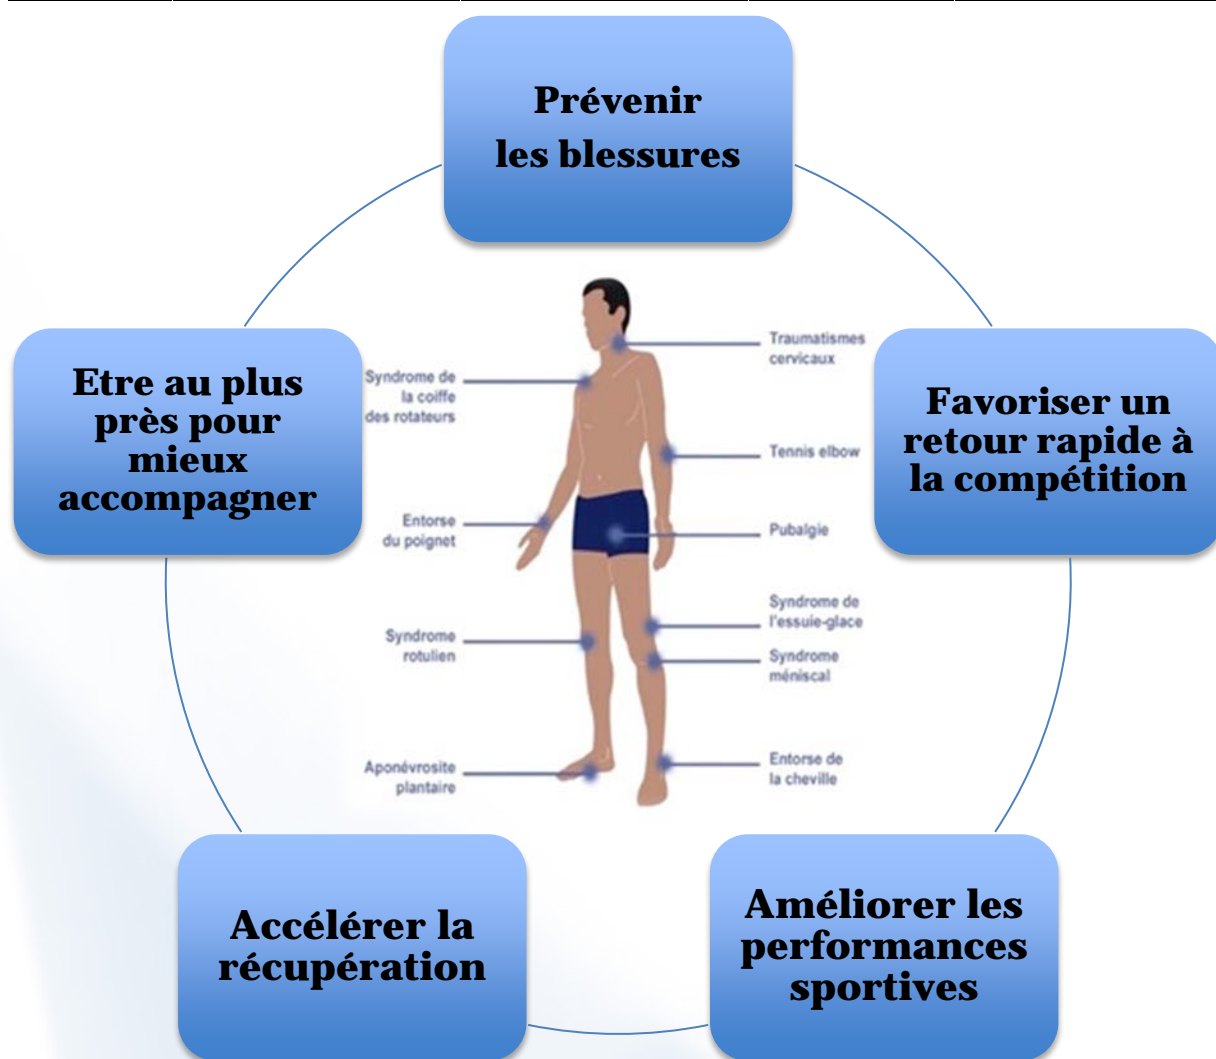 Prévenir
les blessures
Etre au plus
près pour
mieux
accompagner
Favoriser un
retour rapide à
la compétition
Syndrome de
la coiffe
des rotateurs
Entorse
du poignet
Syndrome
rotulien
Aponévrosite
plantaire
Traumatismes
cervicaux
Tennis elbow
Pubalgie
Syndrome de
l'essuie-glace
Syndrome
méniscal
Entorse de
la cheville
Accélérer la
récupération
Améliorer les
performances
sportives